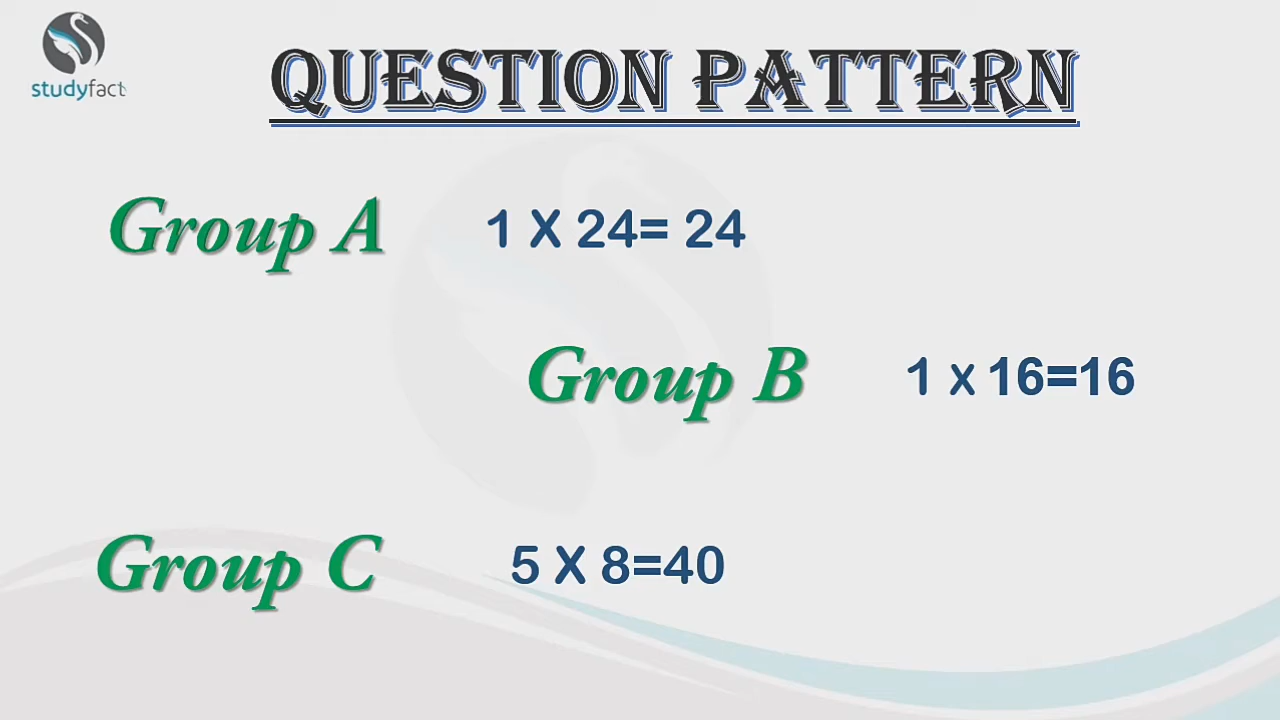 studyfact
QUESTION PATTERN
Group A 1 X 24= 24
Group B 1 x 16=16
Group C 5 X 8=40